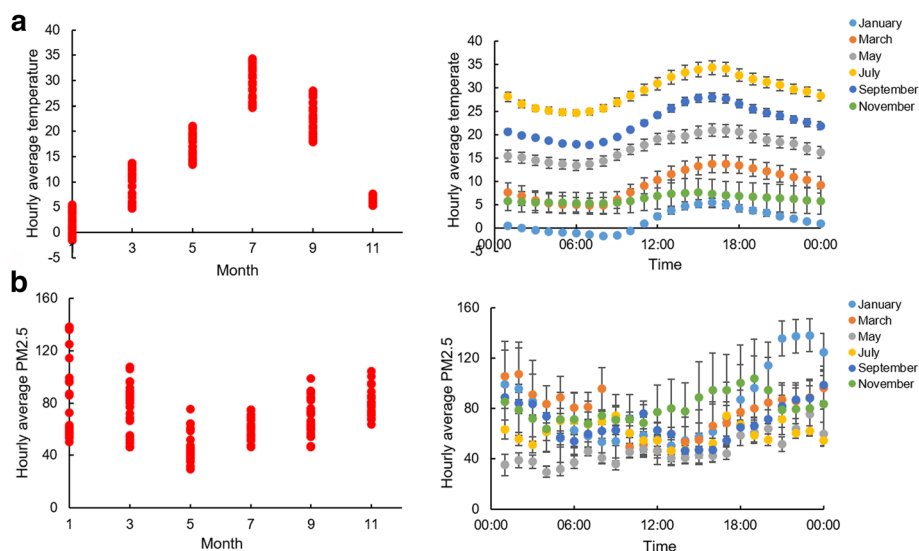 a
Hourly average temperature
40
35
30
25
20
15
10
5
0
-5
1
3
5
7
9
11
Month
Hourly average temperate
40
35
30
25
20
15
10
5
0
-5
00:00
06:00
12:00
18:00
00:00
Time
January
March
May
July
September
November
b
Hourly average PM2.5
160
120
80
40
0
1
3
5
7
9
11
Month
Hourly average PM2.5
160
120
80
40
0
00:00
06:00
12:00
18:00
00:00
Time
January
March
May
July
September
November